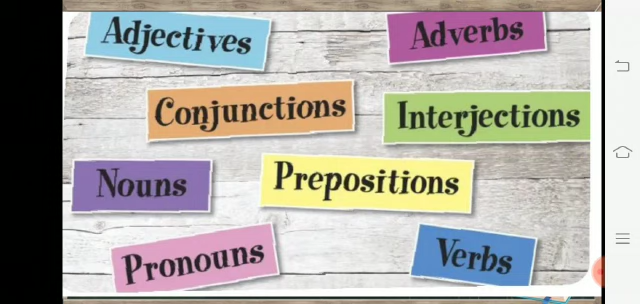 Adjectives
Adverbs
Conjunctions
Interjections
Nouns
Prepositions
Pronouns
Verbs